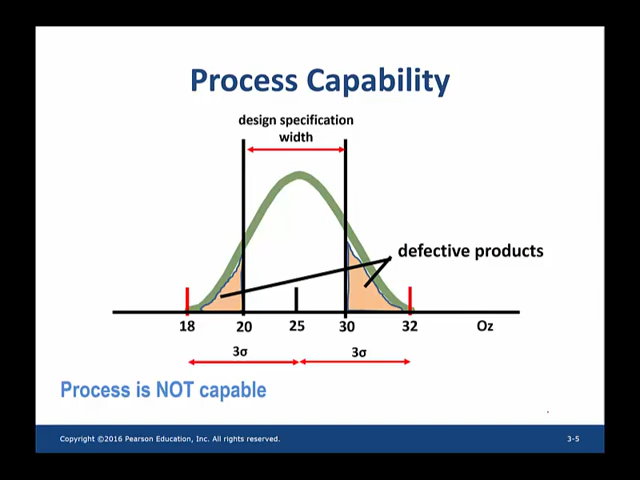 Process Capability
design specification
width
defective products
18 20 25 30 32 Oz
3σ 3σ
Process is NOT capable
Copyright ©2016 Pearson Education, Inc. All rights reserved. 3-5